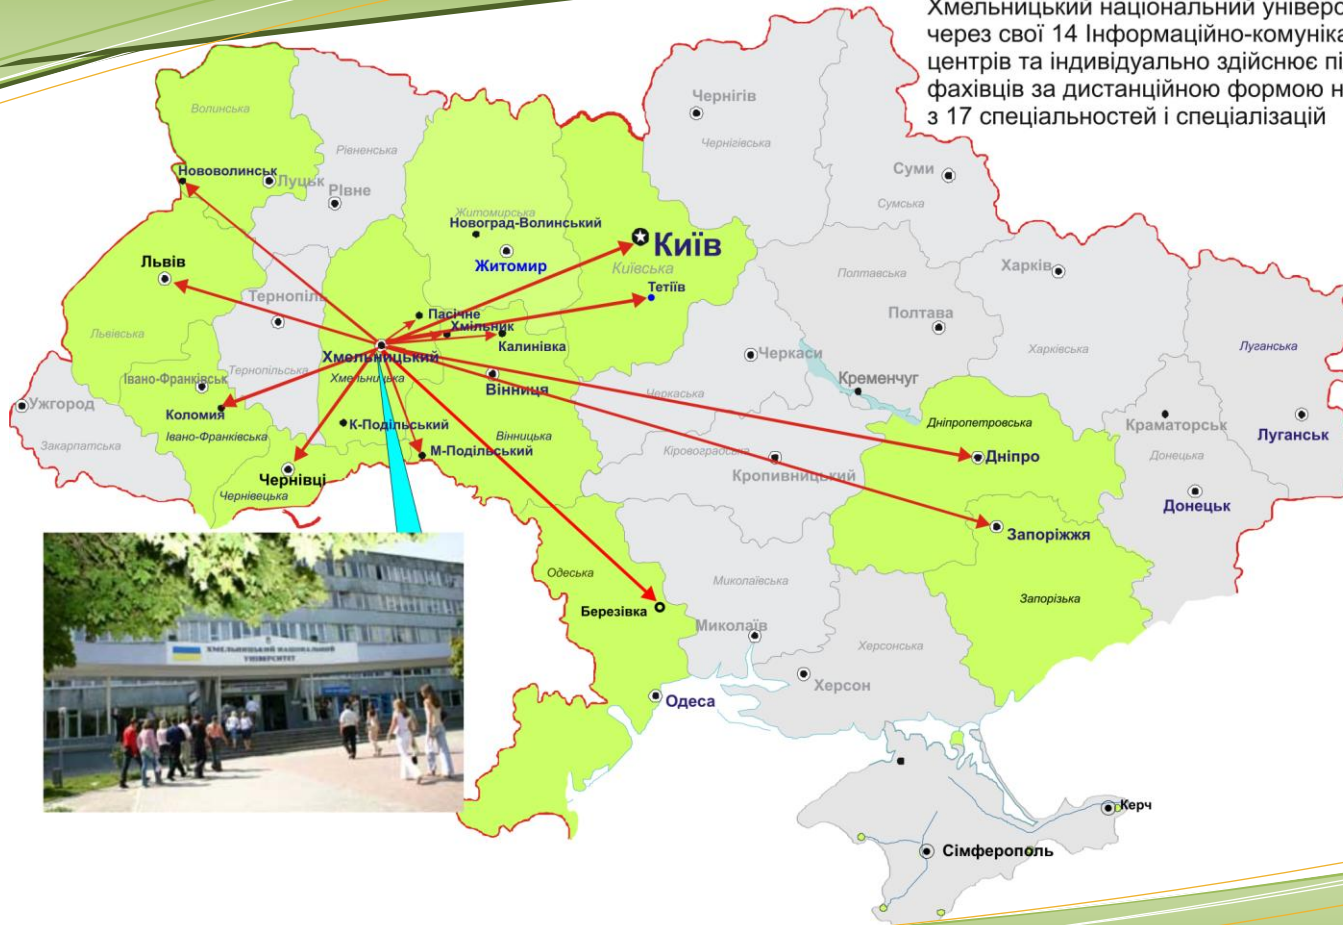 Хмельницький національний універс
через свої 14 Інформаційно-комуніка
центрів та індивідуально здійснює пі
фахівців за дистанційною формою н
з 17 спеціальностей і спеціалізацій
Волинська
Рівненська
Чернігів
Чернігівська
Суми
Сумська
Нововолинськ
Луцьк
Рівне
Житомирська
Новоград-Волинський
Житомир
Київ
Київська
Тетіїв
Львів
Тернопіль
Полтавська
Харків
Полтава
Пасічне
Хмільник
Калинівка
Львівська
Хмельницький
Черкаси
Харківська
Луганська
Івано-Франківськ
Тернопільська
Хмельницька
Вінниця
Черкаська
Кременчуг
Ужгород
Коломия
К-Подільський
Дніпропетровська
Краматорськ
Луганськ
Закарпатська
Івано-Франківська
Вінницька
М-Подільський
Кіровоградська
Дніпро
Донецька
Чернівці
Кропивницький
Чернівецька
Донецьк
Запоріжжя
Одеська
Миколаївська
Березівка
Запорізька
Миколаїв
Херсонська
ХМЕЛЬНИЦЬКИЙ НАЦІОНАЛЬНИЙ
УНІВЕРСИТЕТ
Херсон
Одеса
Керч
Сімферополь